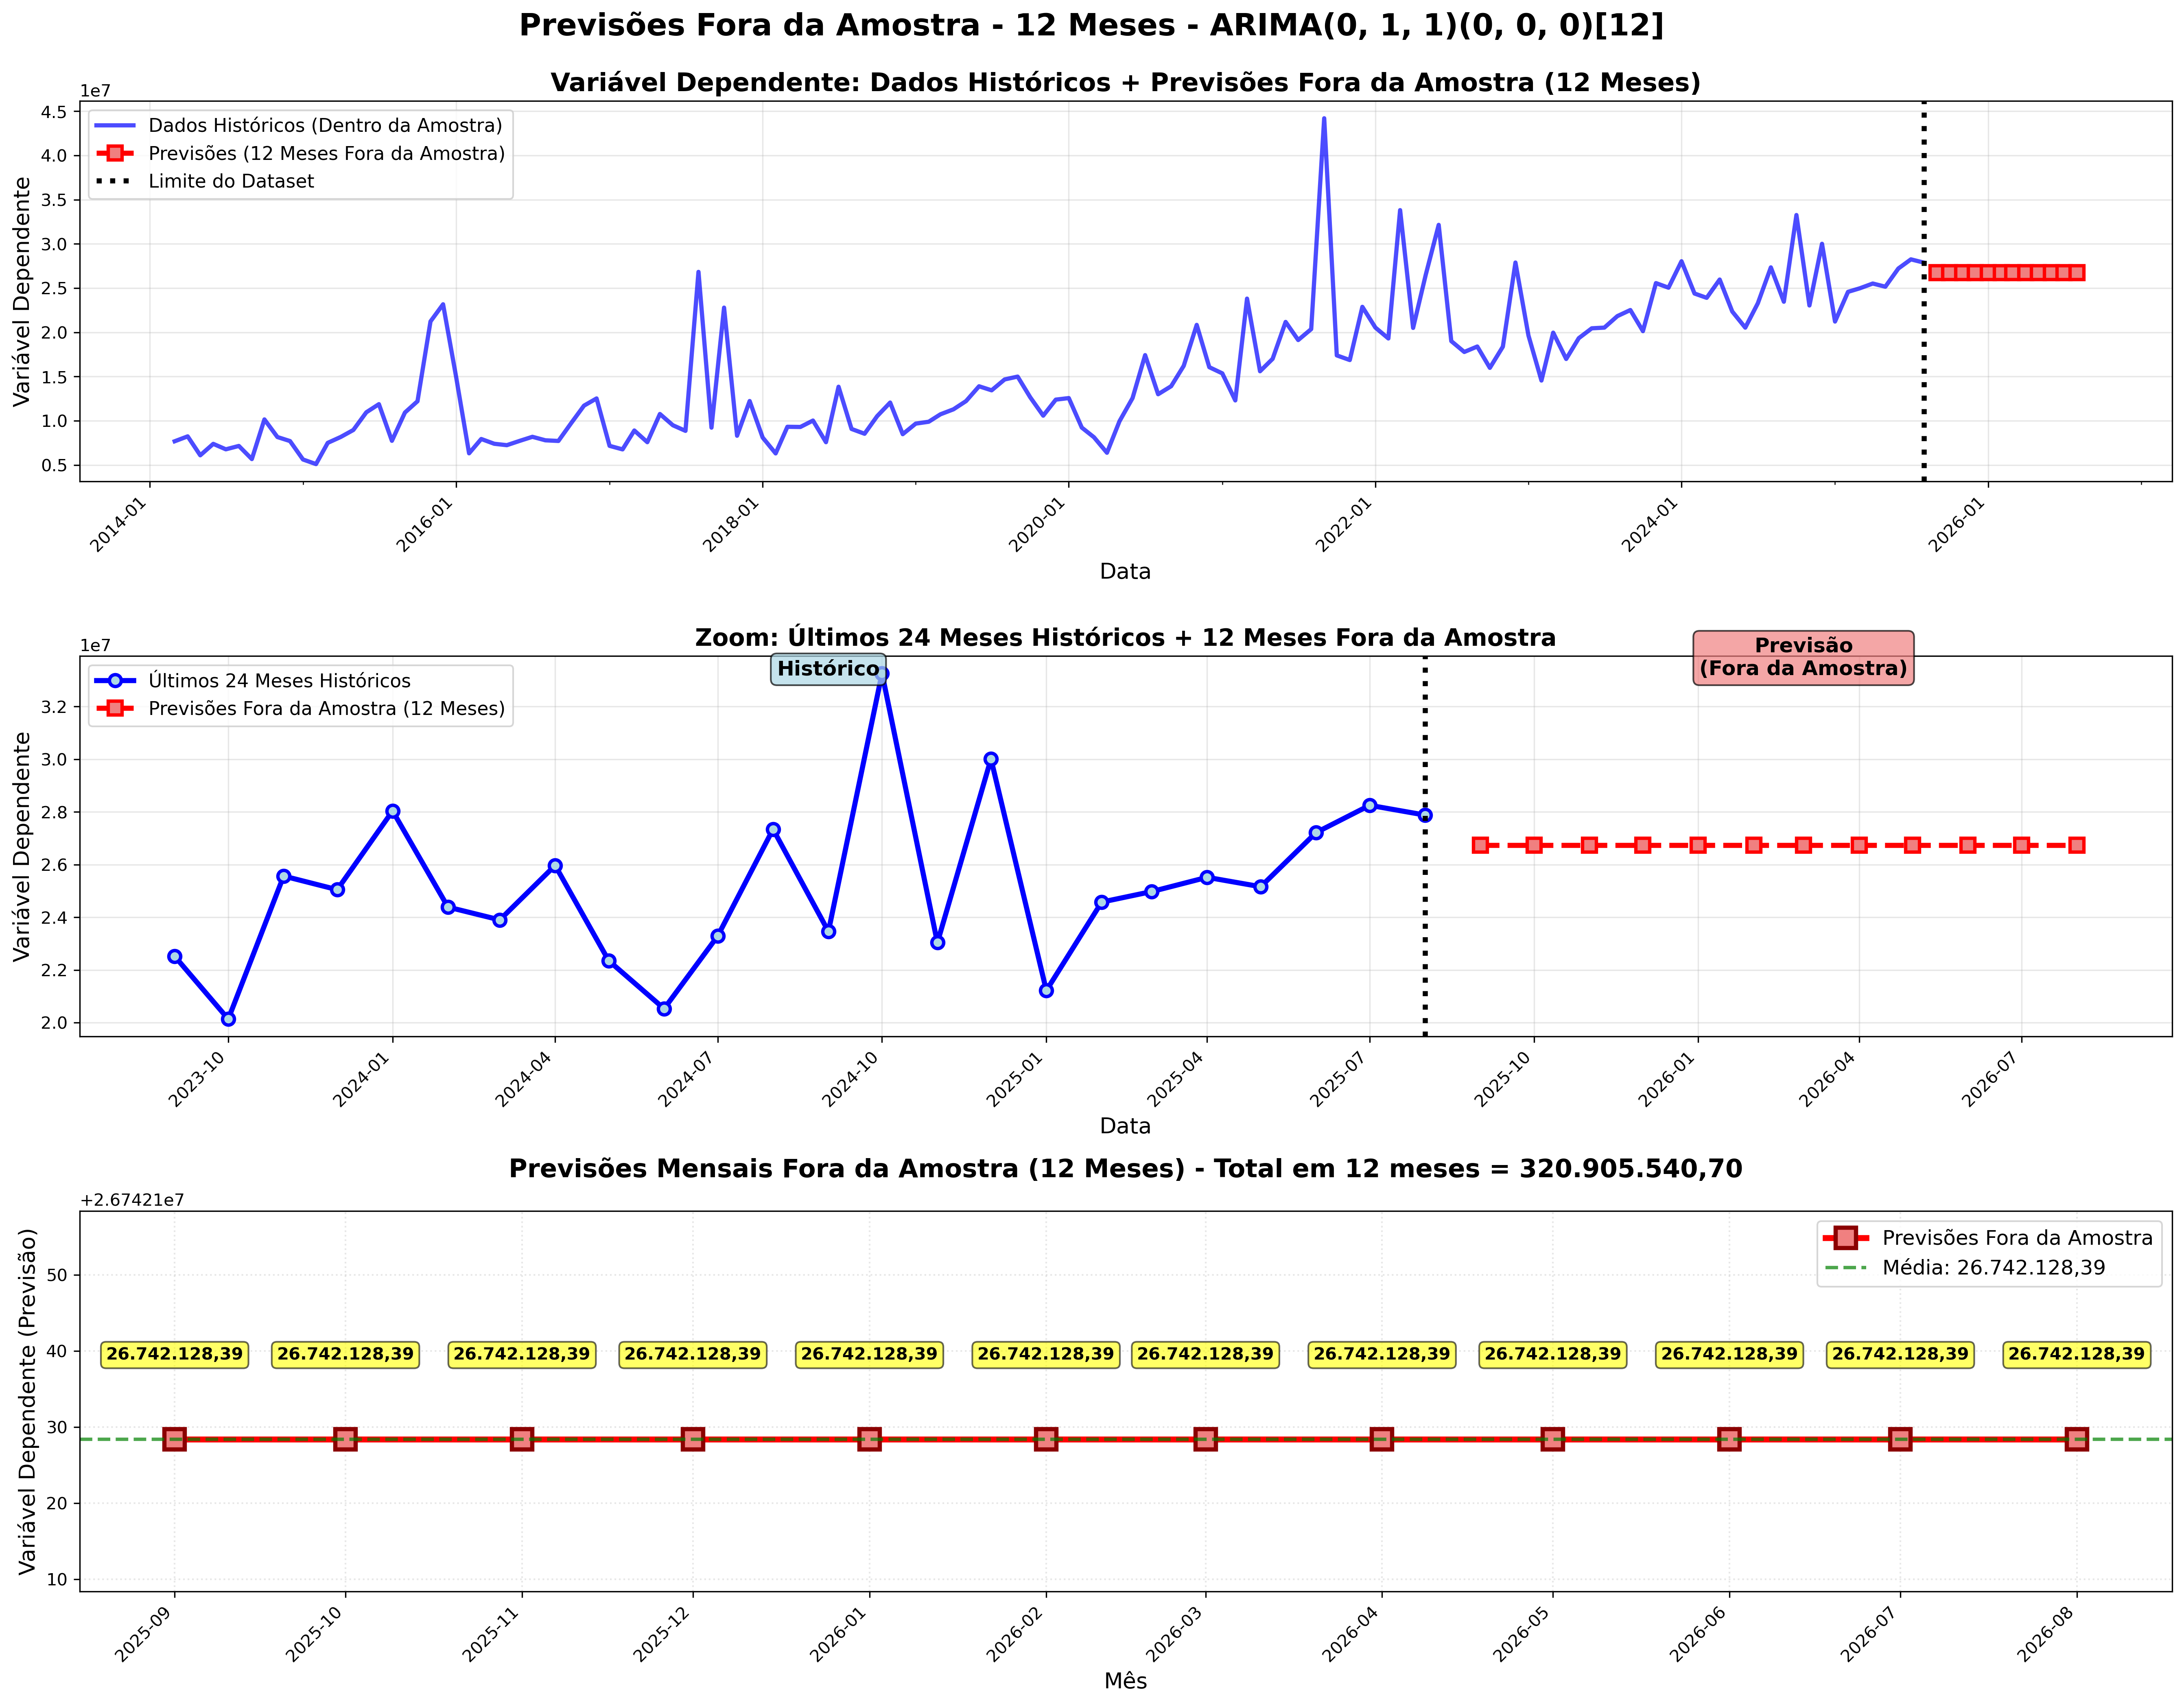 Previsões Fora da Amostra - 12 Meses - ARIMA(0, 1, 1)(0, 0, 0)[12]
Variável Dependente: Dados Históricos + Previsões Fora da Amostra (12 Meses)
1e7
Dados Históricos (Dentro da Amostra)
Previsões (12 Meses Fora da Amostra)
Limite do Dataset
Variável Dependente
4.5
4.0
3.5
3.0
2.5
2.0
1.5
1.0
0.5
2014-01
2016-01
2018-01
2020-01
2022-01
2024-01
2026-01
Data
Zoom: Últimos 24 Meses Históricos + 12 Meses Fora da Amostra
1e7
Últimos 24 Meses Históricos
Previsões Fora da Amostra (12 Meses)
Histórico
Previsão
(Fora da Amostra)
Variável Dependente
3.2
3.0
2.8
2.6
2.4
2.2
2.0
2023-10
2024-01
2024-04
2024-07
2024-10
2025-01
2025-04
2025-07
2025-10
2026-01
2026-04
2026-07
Data
Previsões Mensais Fora da Amostra (12 Meses) - Total em 12 meses = 320.905.540,70
+2.67421e7
Previsões Fora da Amostra
Média: 26.742.128,39
Variável Dependente (Previsão)
50
40
30
20
10
26.742.128,39
26.742.128,39
26.742.128,39
26.742.128,39
26.742.128,39
26.742.128,39
26.742.128,39
26.742.128,39
26.742.128,39
26.742.128,39
26.742.128,39
26.742.128,39
2025-09
2025-10
2025-11
2025-12
2026-01
2026-02
2026-03
2026-04
2026-05
2026-06
2026-07
2026-08
Mês